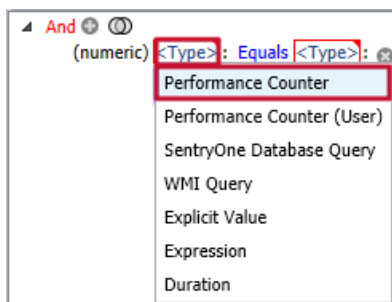 And
(numeric) <Type> : Equals <Type> :
Performance Counter
Performance Counter (User)
SentryOne Database Query
WMI Query
Explicit Value
Expression
Duration